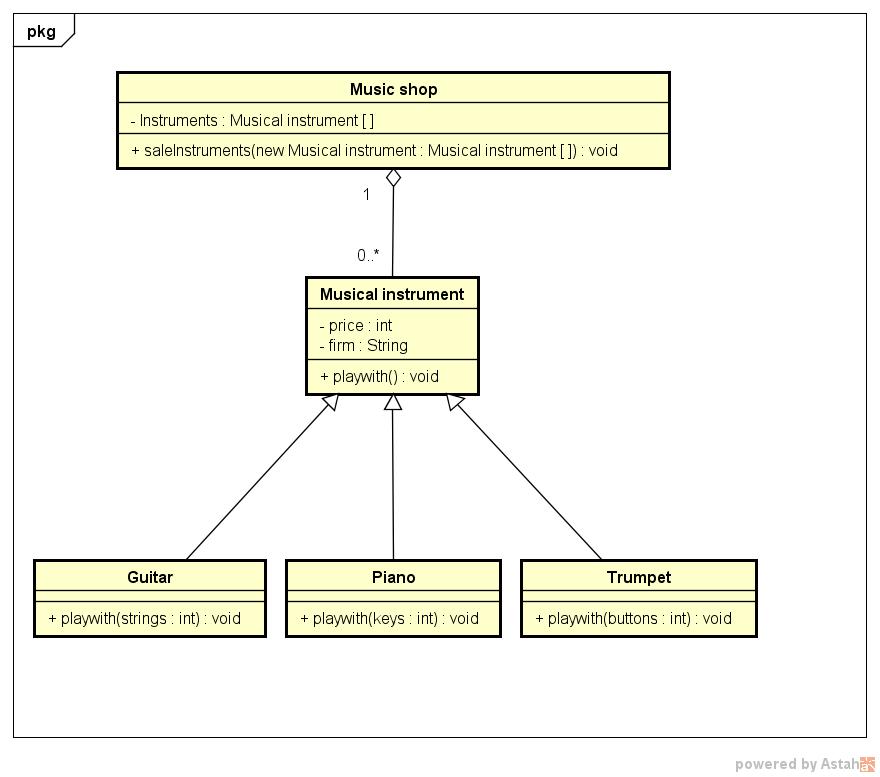 pkg
Music shop
- Instruments : Musical instrument [ ]
+ saleInstruments(new Musical instrument : Musical instrument [ ]) : void
1
0..*
Musical instrument
- price : int
- firm : String
+ playwith() : void
Guitar
+ playwith(strings : int) : void
Piano
+ playwith(keys : int) : void
Trumpet
+ playwith(buttons : int) : void
powered by Astah